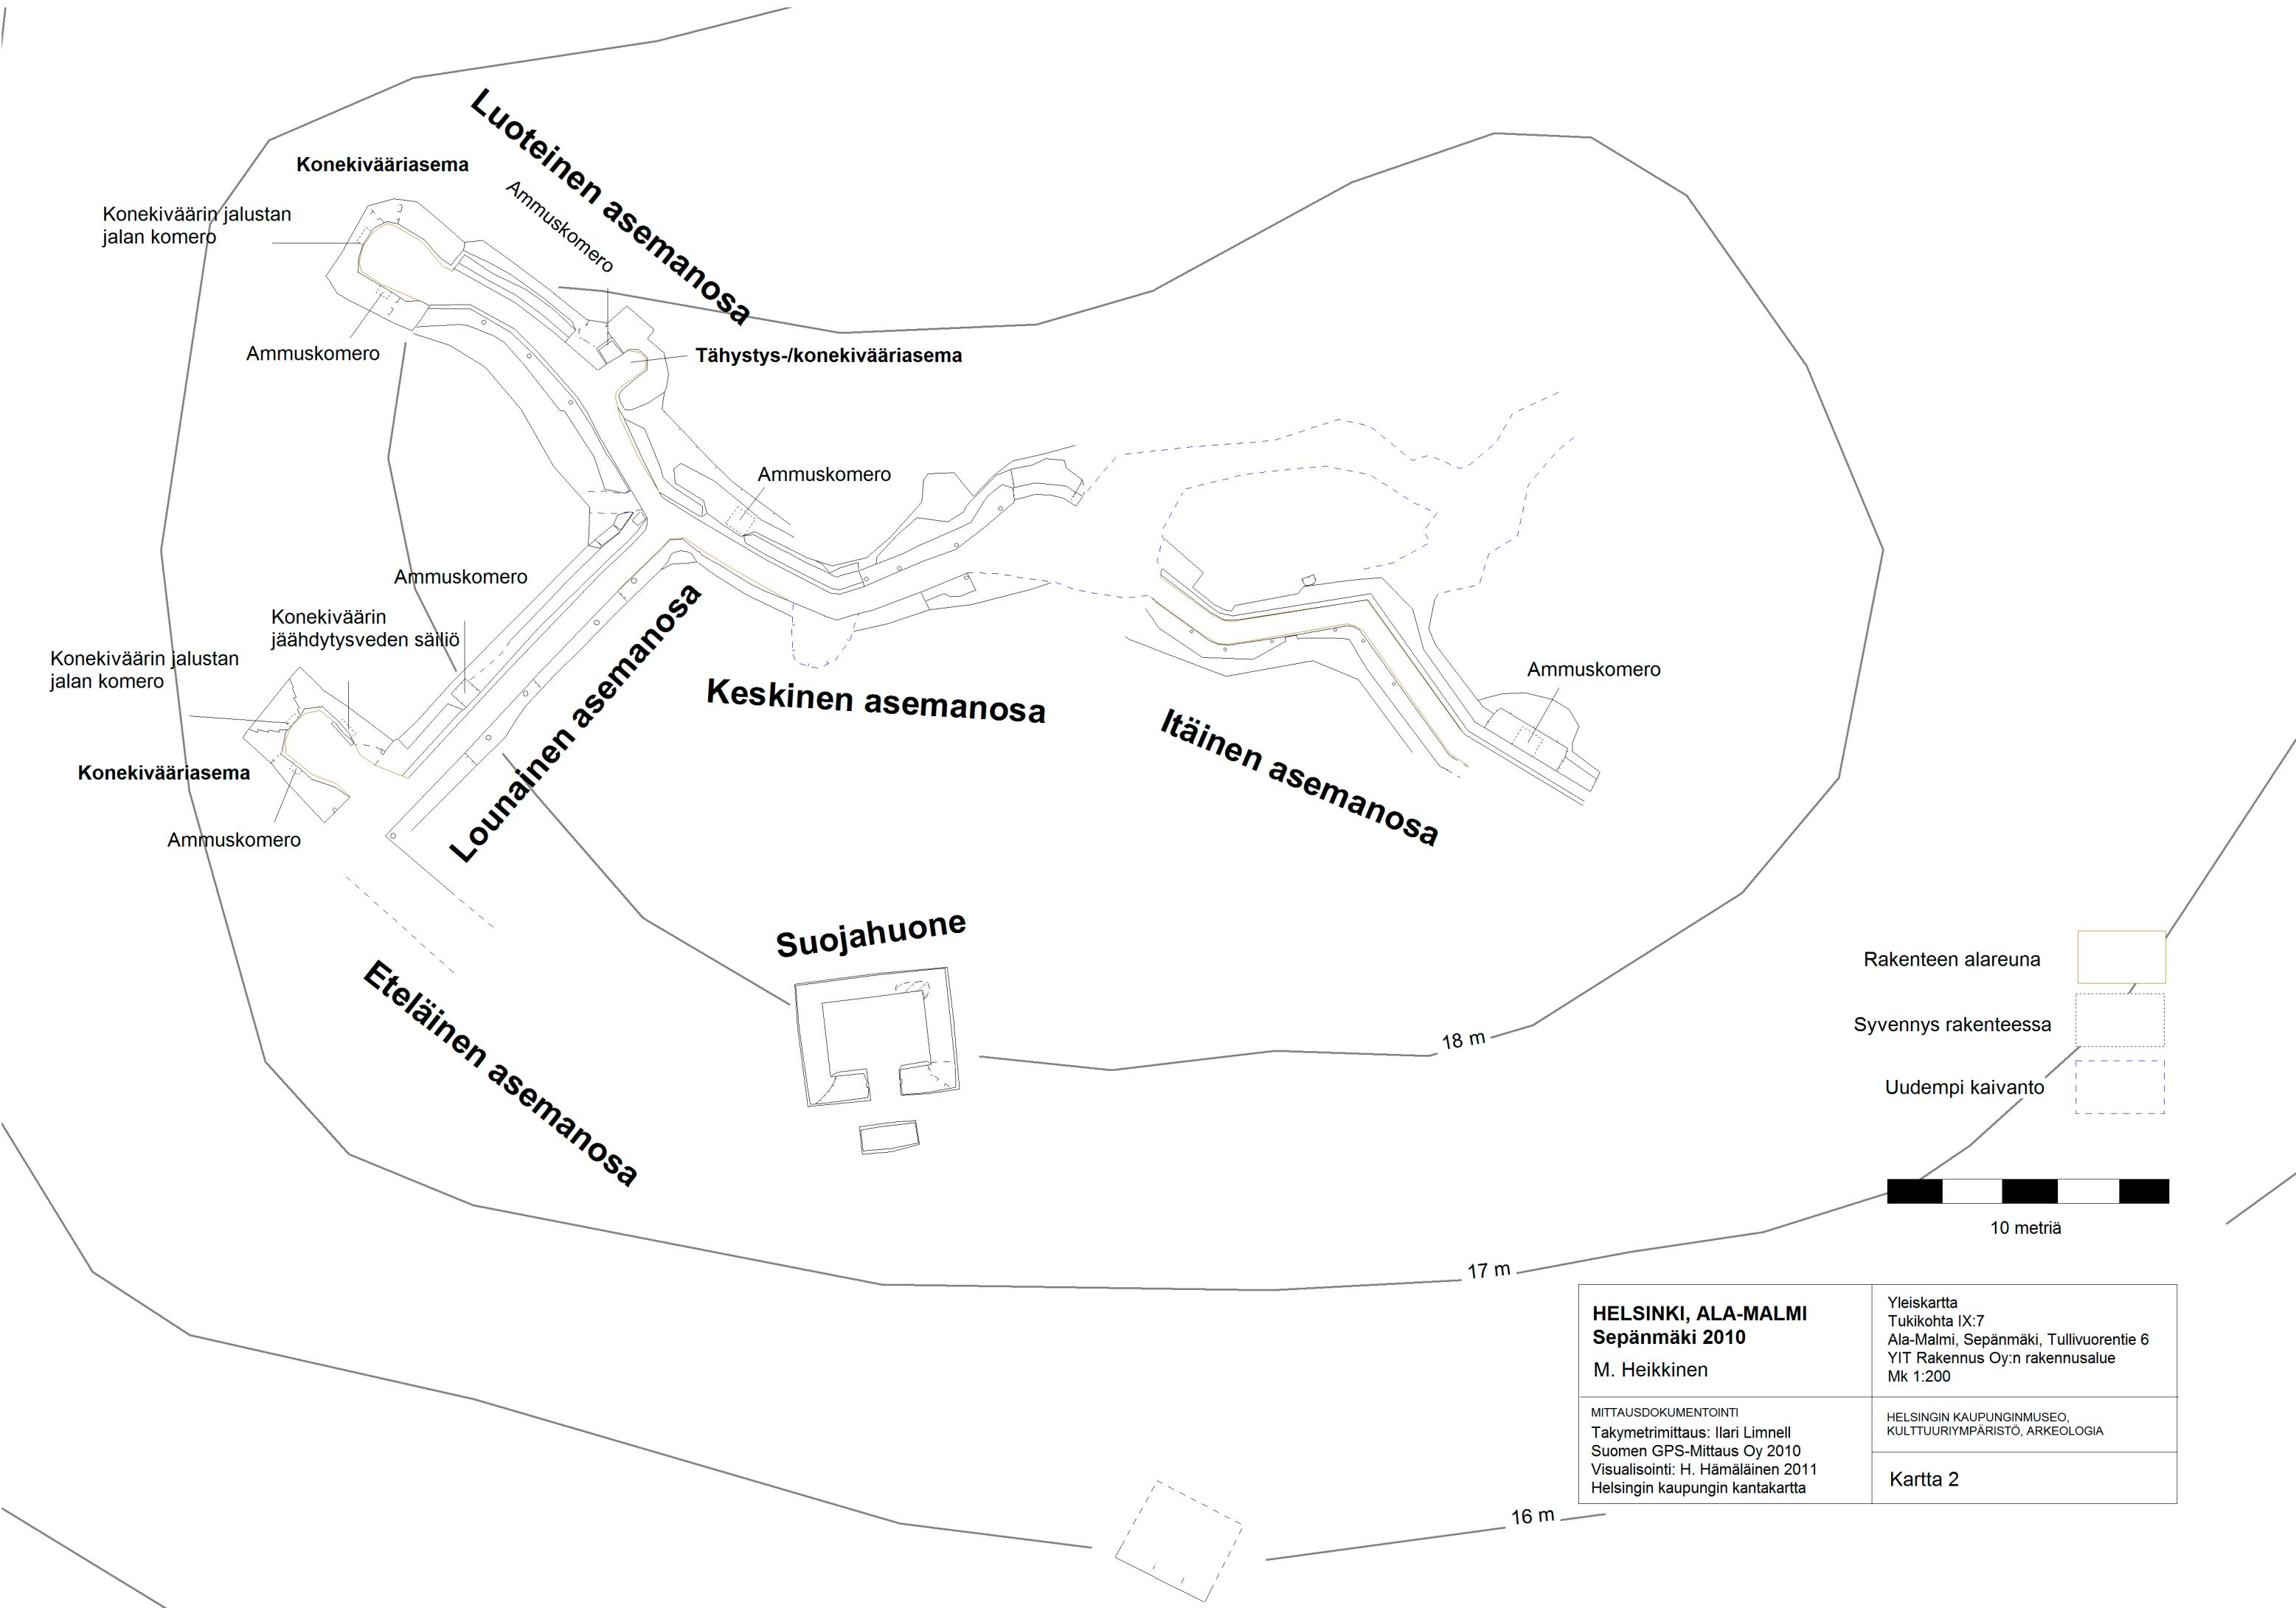 Luoteinen asemanosa
Konekivääriasema
Ammuskomero
Konekiväärin jalustan
jalan komero
Ammuskomero
Tähystys-/konekivääriasema
Ammuskomero
Ammuskomero
Konekiväärin
jäähdytysveden säiliö
Konekiväärin jalustan
jalan komero
Konekivääriasema
Ammuskomero
Lounainen asemanosa
Keskinen asemanosa
Itäinen asemanosa
Ammuskomero
Suojahuone
Eteläinen asemanosa
18 m
17 m
16 m
Rakenteen alareuna
Syvennys rakenteessa
Uudempi kaivanto
10 metriä
HELSINKI, ALA-MALMI
Sepänmäki 2010
M. Heikkinen
Yleiskartta
Tukikohta IX:7
Ala-Malmi, Sepänmäki, Tullivuorentie 6
YIT Rakennus Oy:n rakennusalue
Mk 1:200
MITTAUSDOKUMENTOINTI
Takymetrimittaus: Ilari Limnell
Suomen GPS-Mittaus Oy 2010
Visualisointi: H. Hämäläinen 2011
Helsingin kaupungin kantakartta
HELSINGIN KAUPUNGINMUSEO,
KULTTUURIYMPÄRISTÖ, ARKEOLOGIA
Kartta 2